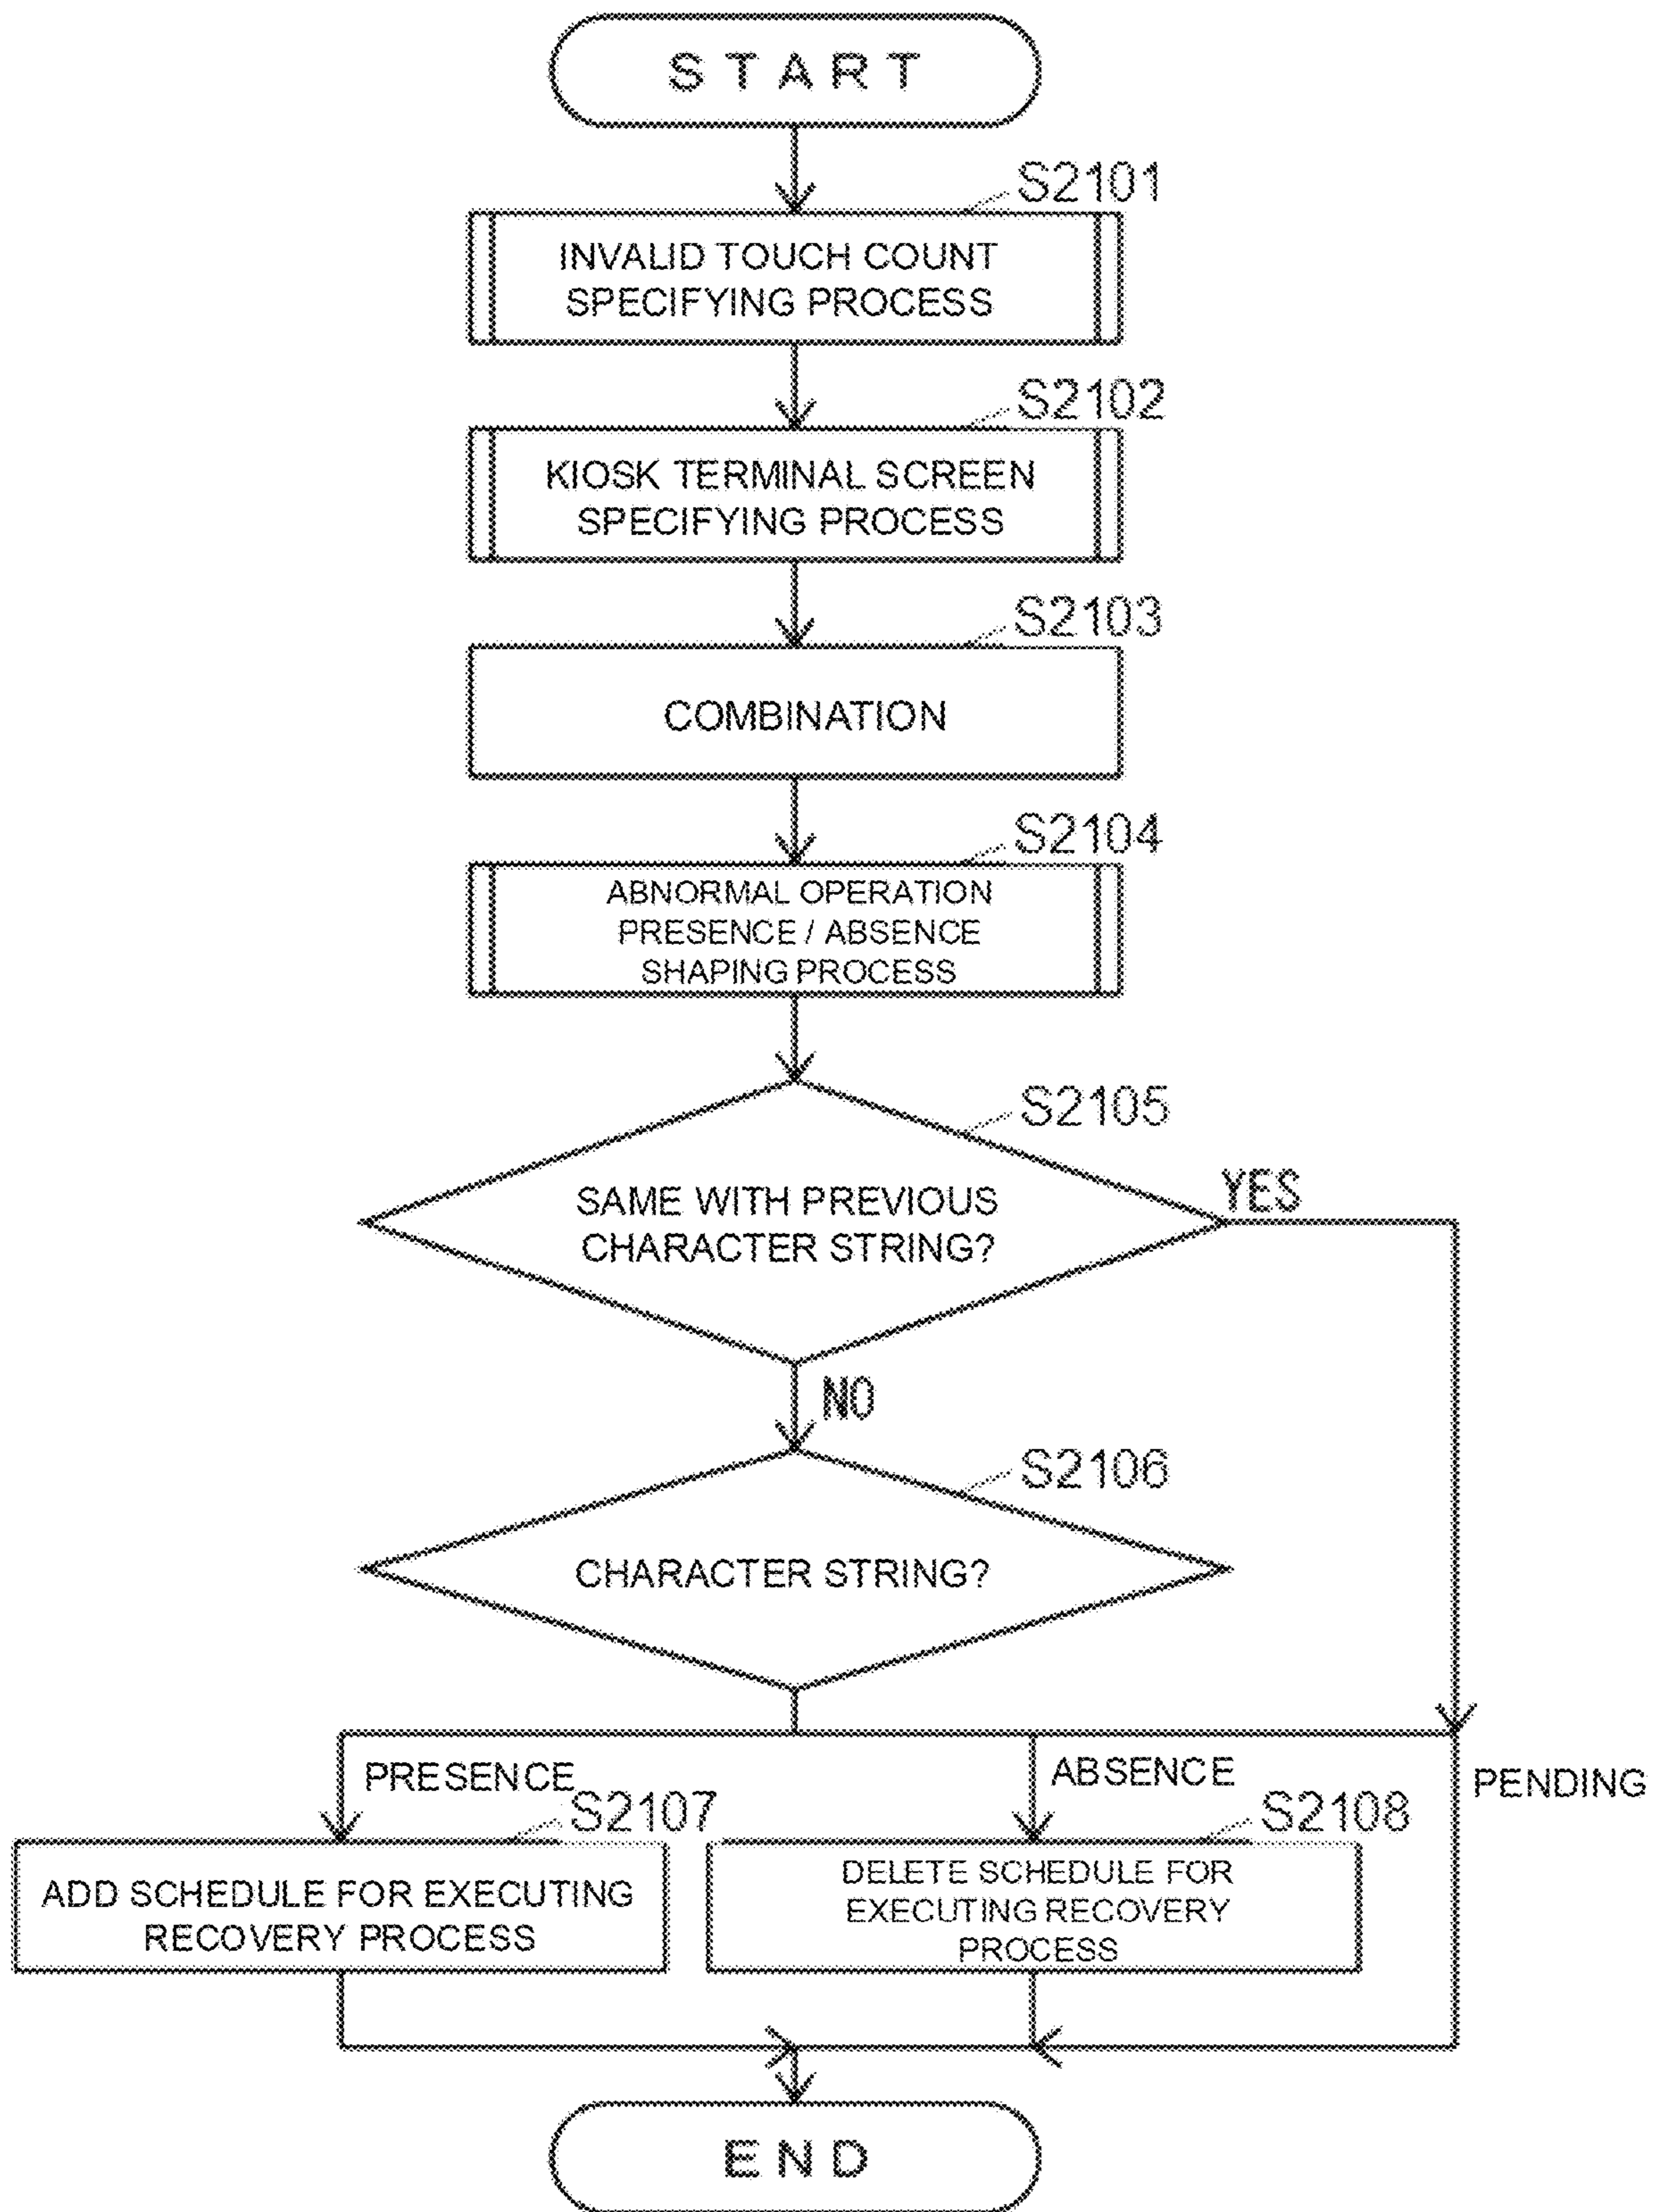 START
S2101
INVALID TOUCH COUNT
SPECIFYING PROCESS
S2102
KIOSK TERMINAL SCREEN
SPECIFYING PROCESS
S2103
COMBINATION
S2104
ABNORMAL OPERATION
PRESENCE / ABSENCE
SHAPING PROCESS
S2105
YES
SAME WITH PREVIOUS
CHARACTER STRING?
NO
S2106
CHARACTER STRING?
PRESENCE
ABSENCE
PENDING
S2107
S2108
ADD SCHEDULE FOR EXECUTING
RECOVERY PROCESS
DELETE SCHEDULE FOR
EXECUTING RECOVERY
PROCESS
END